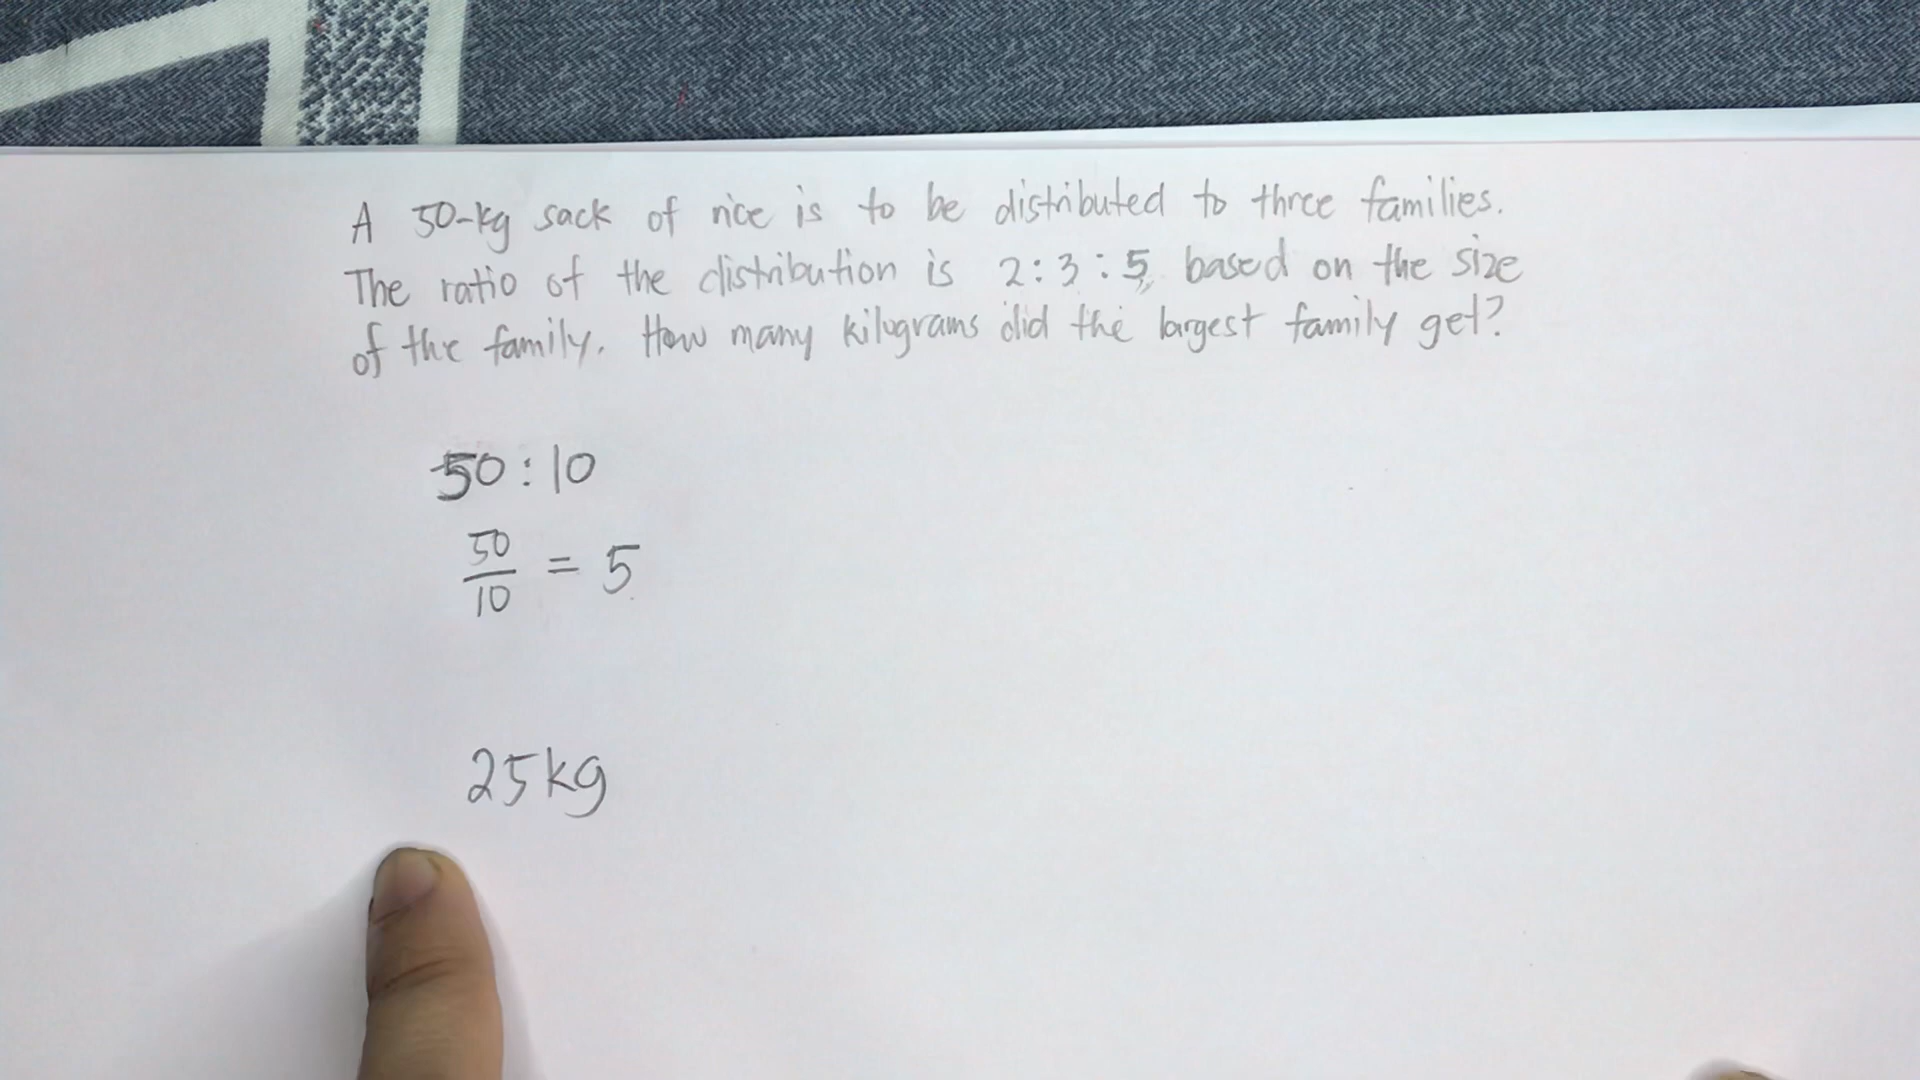 A 50-kg sack of rice is to be distributed to three families.
The ratio of the distribution is 2:3:5, based on the size
of the family. How many kilograms did the largest family get?
50:10
50
10
= 5
25kg